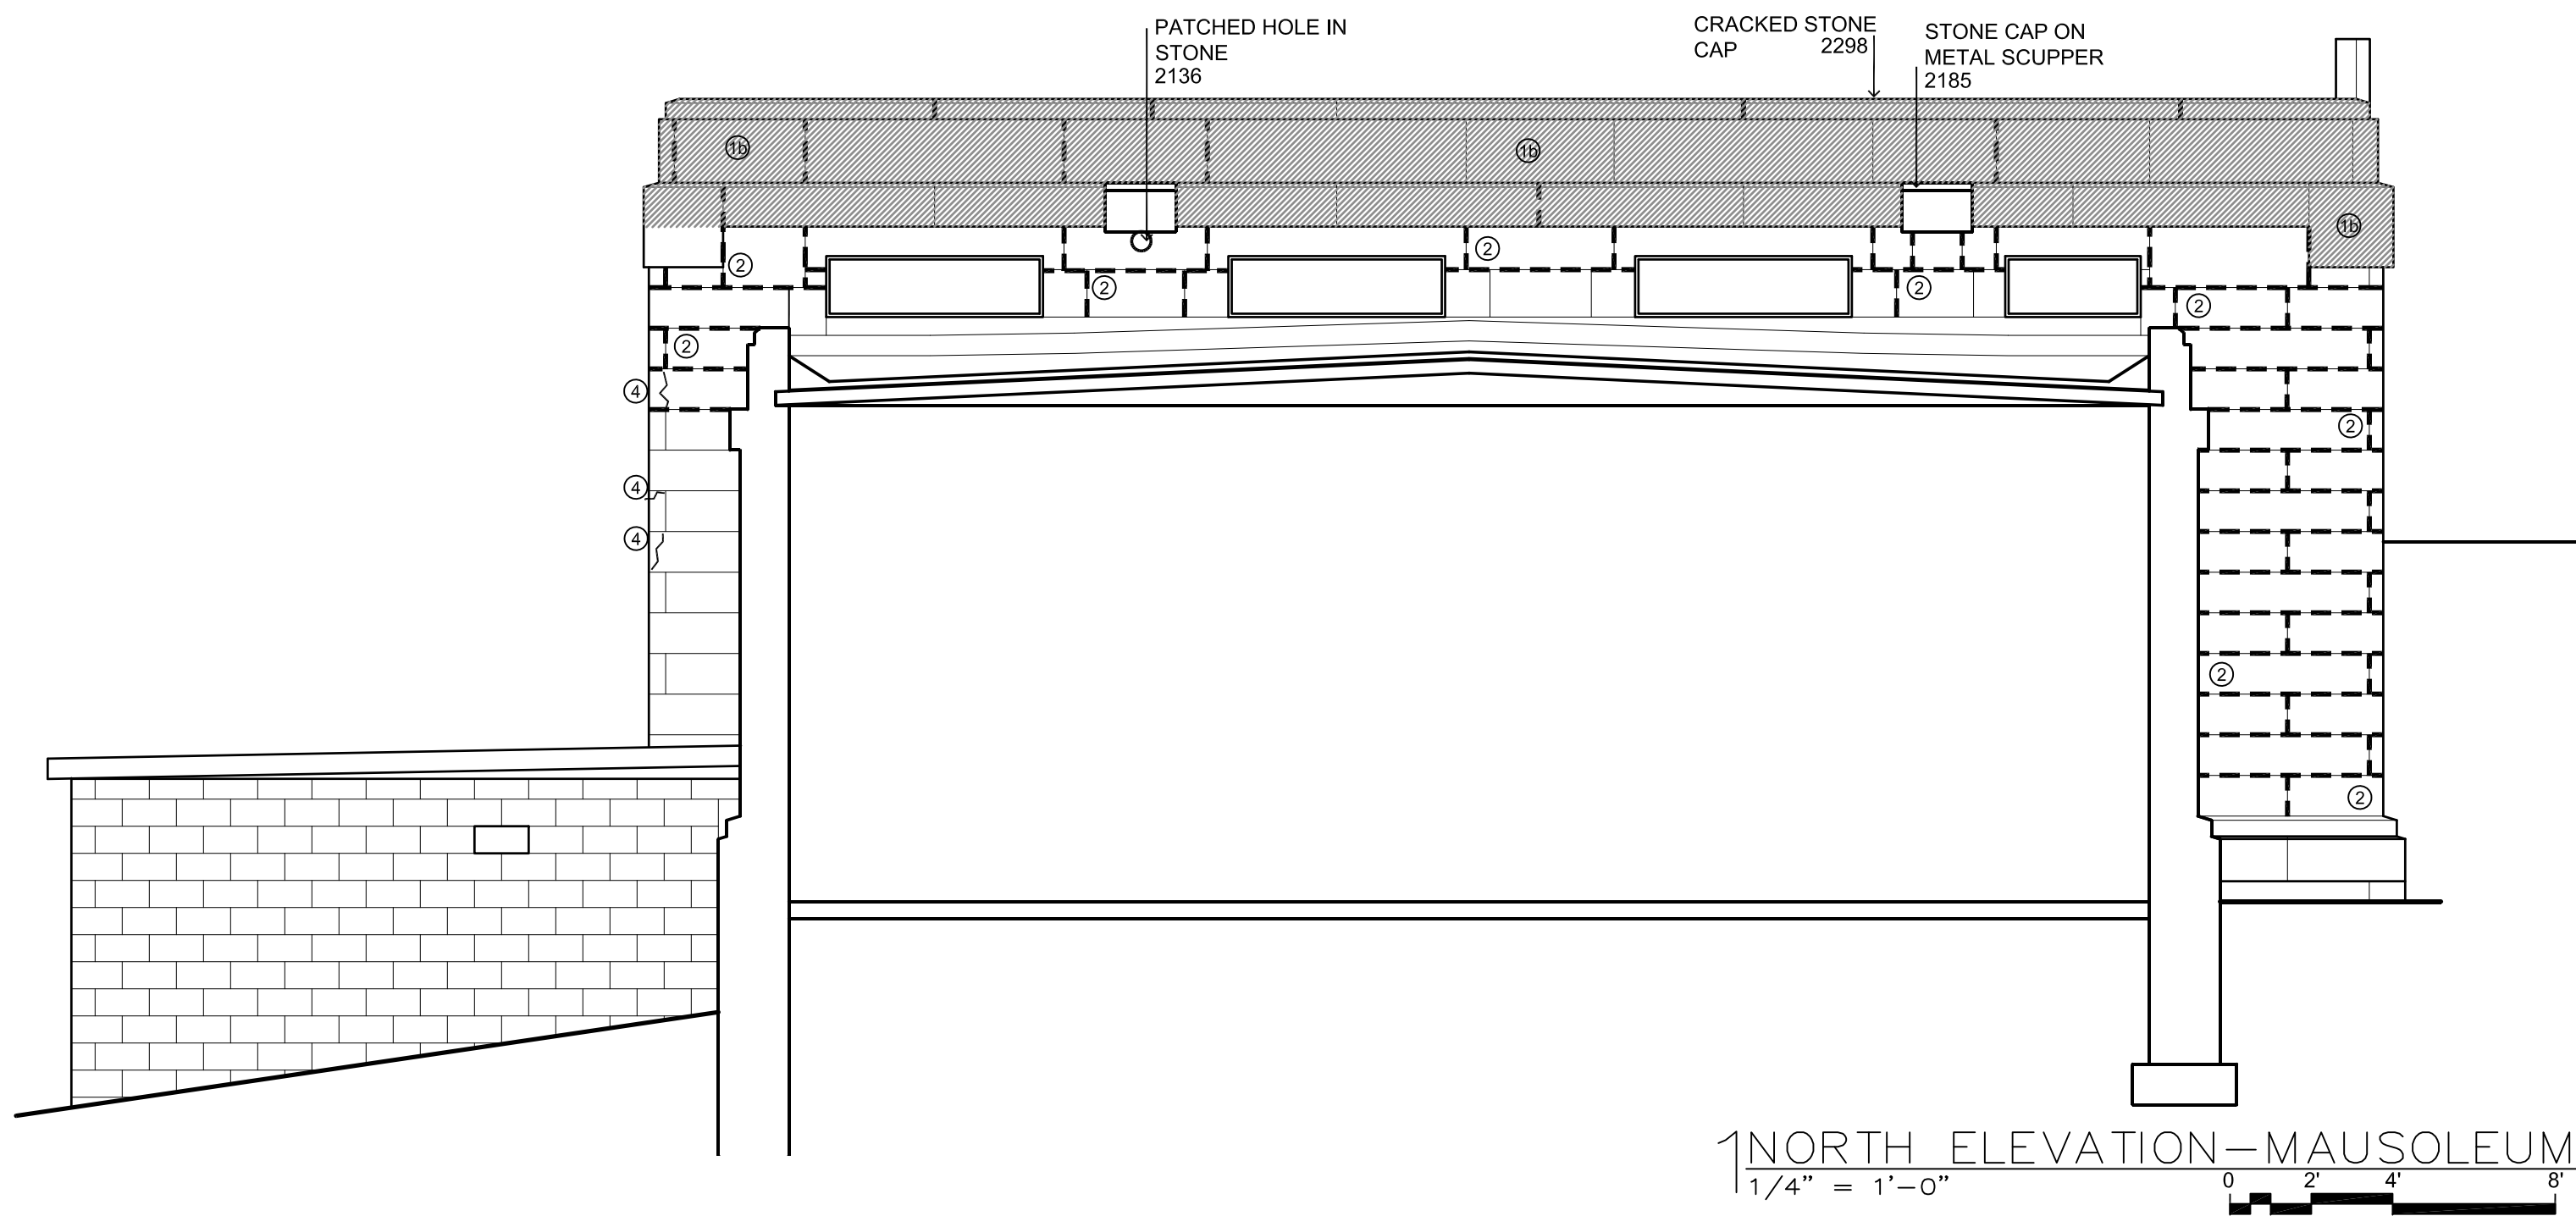 PATCHED HOLE IN
STONE
2136
CRACKED STONE
CAP 2298
STONE CAP ON
METAL SCUPPER
2185
1b
1b
1b
2
2
2
2
2
2
4
2
4
4
2
2
1 NORTH ELEVATION-MAUSOLEUM
1/4" = 1'-0"
0 2' 4' 8'